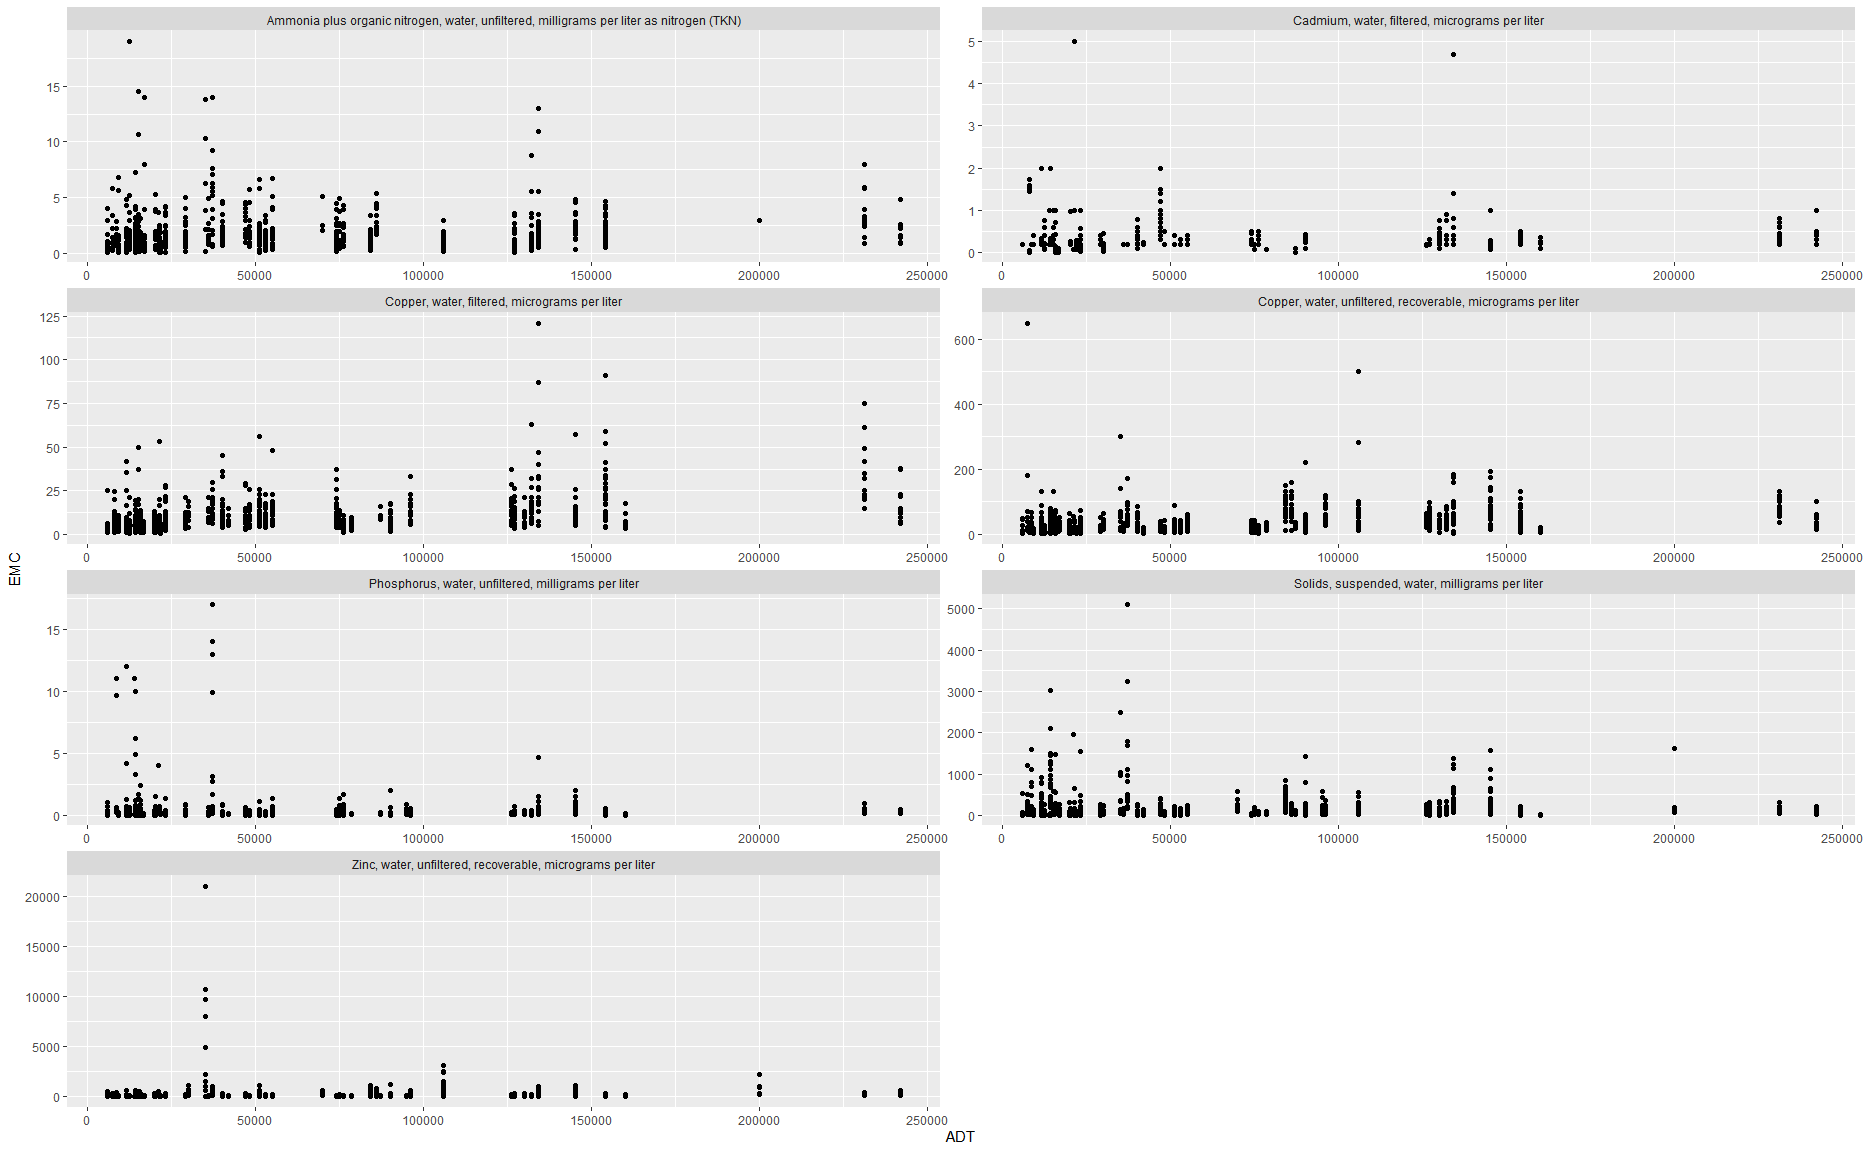 Ammonia plus organic nitrogen, water, unfiltered, milligrams per liter as nitrogen (TKN)
Cadmium, water, filtered, micrograms per liter
15
10
5
0
5
4
3
2
1
0
0 50000 100000 150000 200000 250000
0 50000 100000 150000 200000 250000
Copper, water, filtered, micrograms per liter
Copper, water, unfiltered, recoverable, micrograms per liter
125
100
75
50
25
0
600
400
200
0
0 50000 100000 150000 200000 250000
0 50000 100000 150000 200000 250000
EMC
Phosphorus, water, unfiltered, milligrams per liter
Solids, suspended, water, milligrams per liter
15
10
5
0
5000
4000
3000
2000
1000
0
0 50000 100000 150000 200000 250000
0 50000 100000 150000 200000 250000
Zinc, water, unfiltered, recoverable, micrograms per liter
20000
15000
10000
5000
0
0 50000 100000 150000 200000 250000
ADT